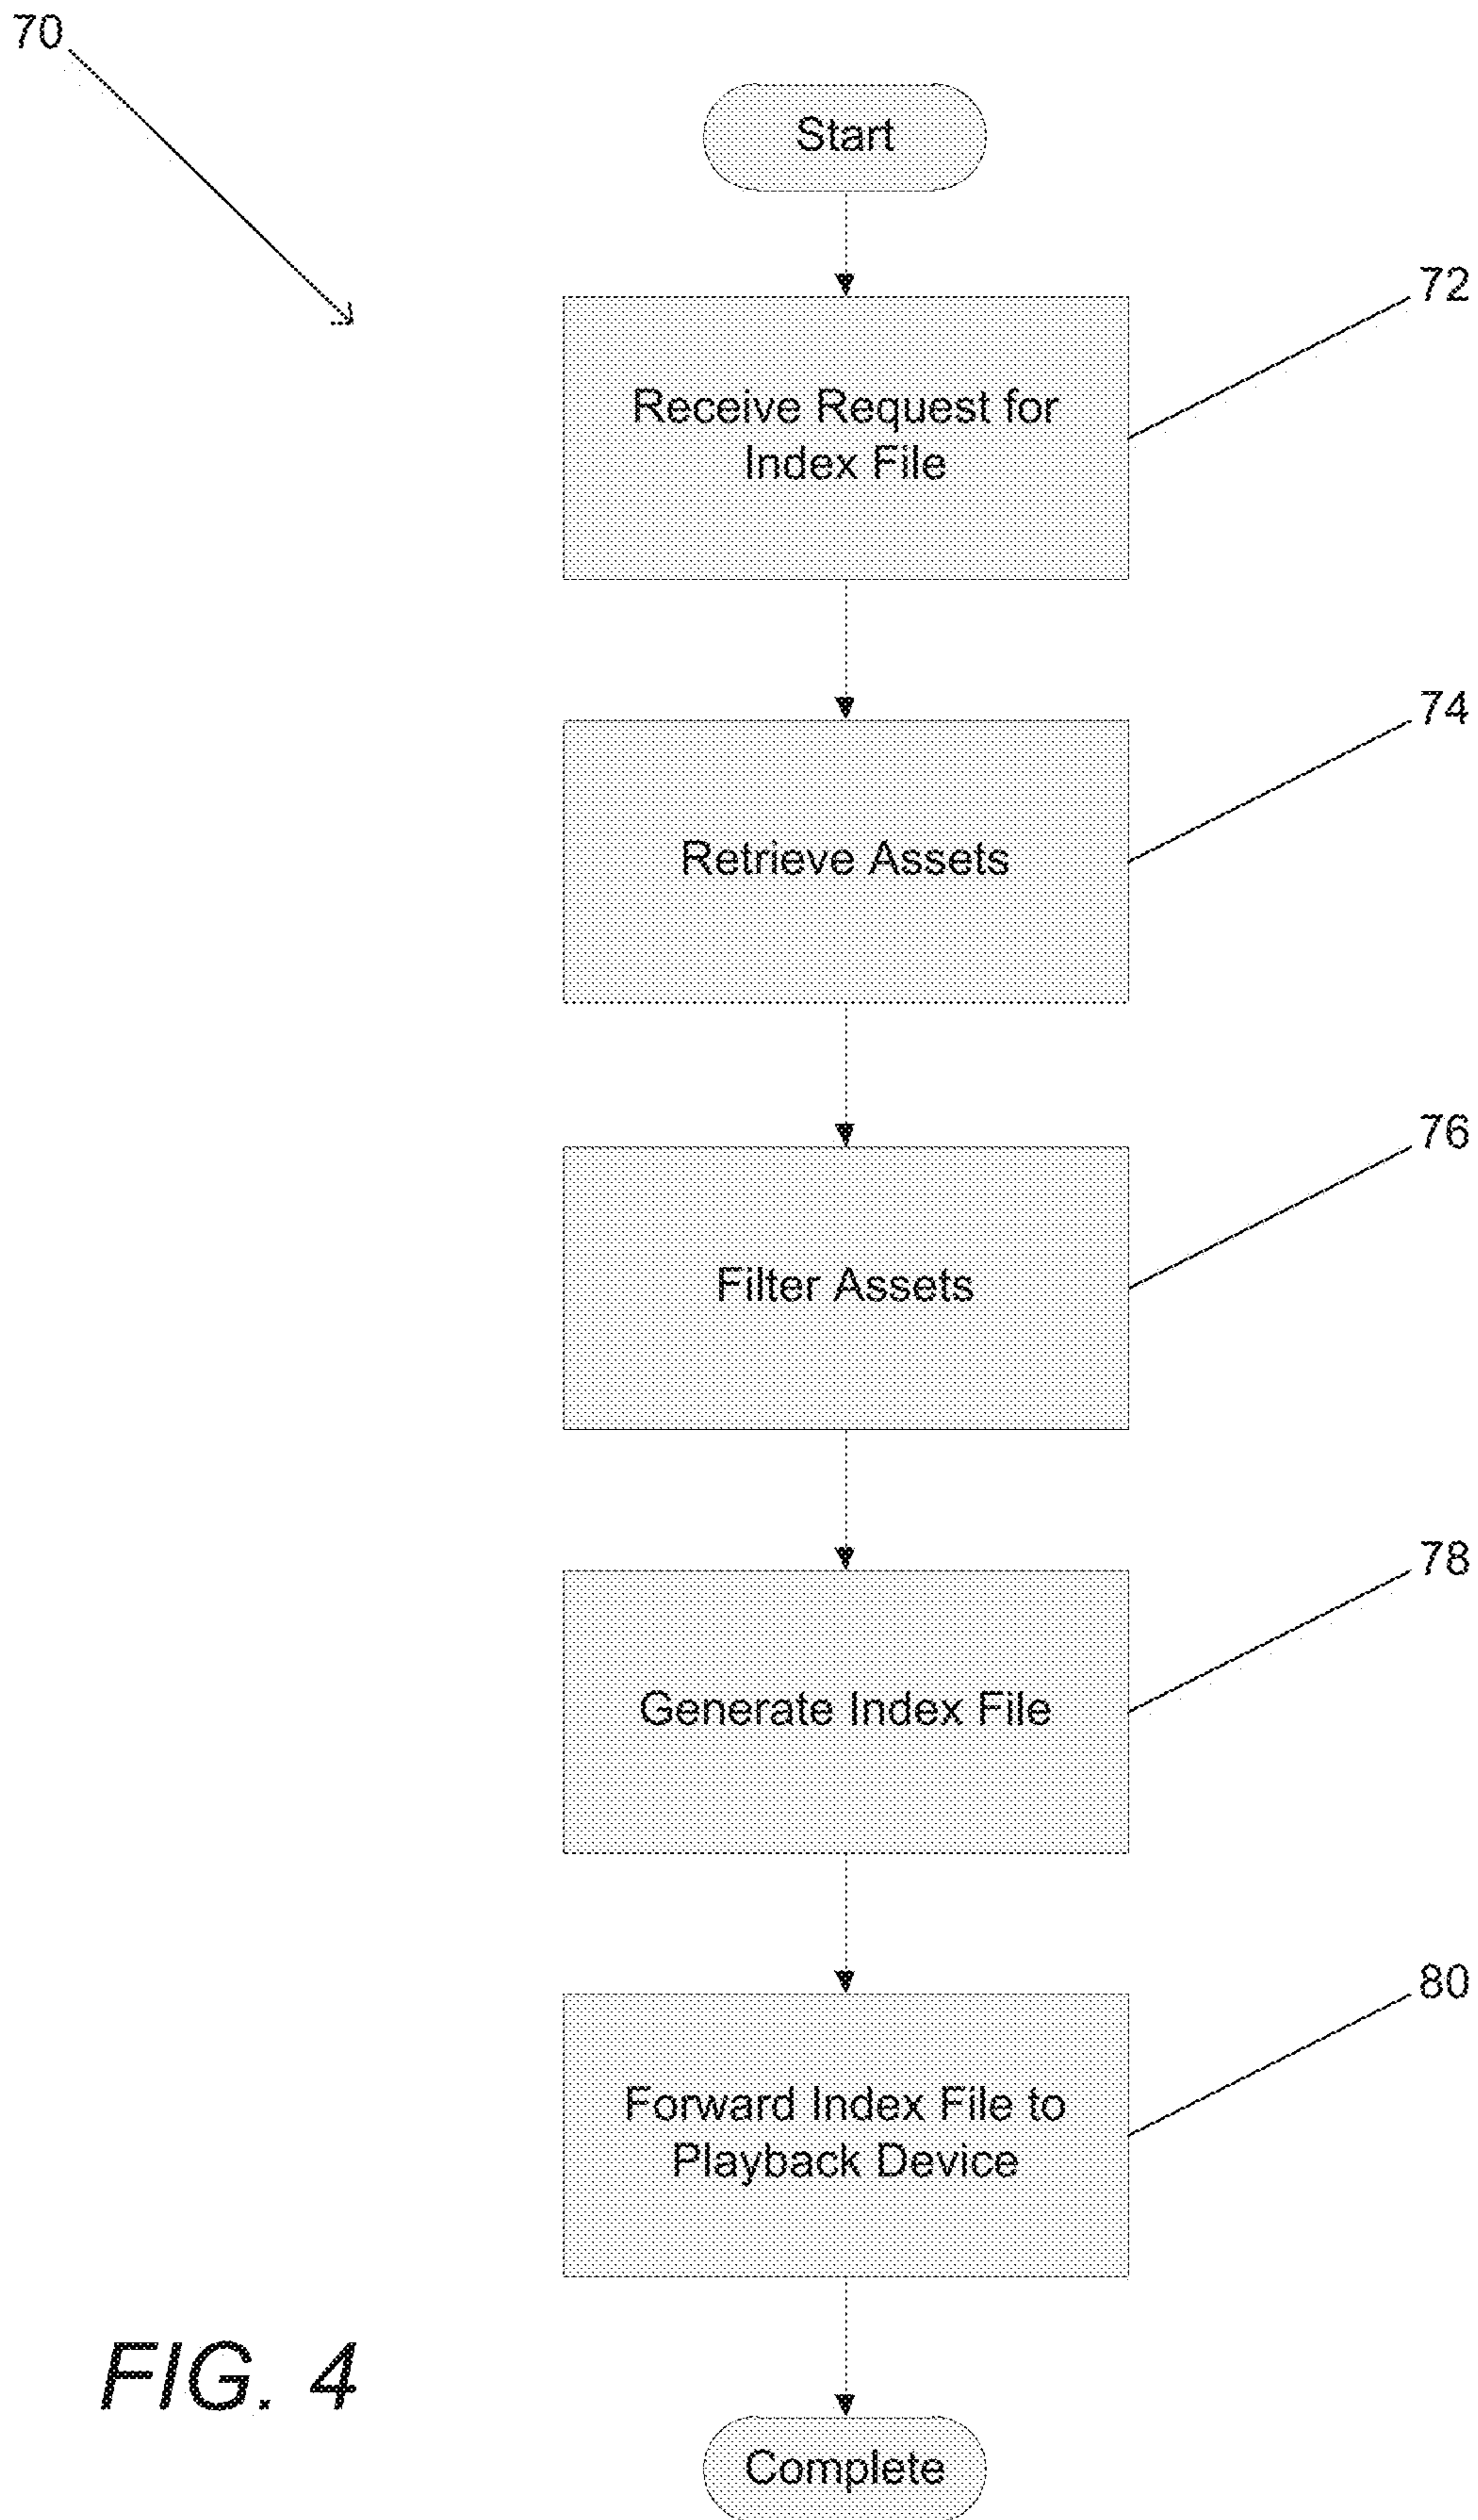 70
Start
72
Receive Request for
Index File
74
Retrieve Assets
76
Filter Assets
78
Generate Index File
80
Forward Index File to
Playback Device
FIG. 4
Complete